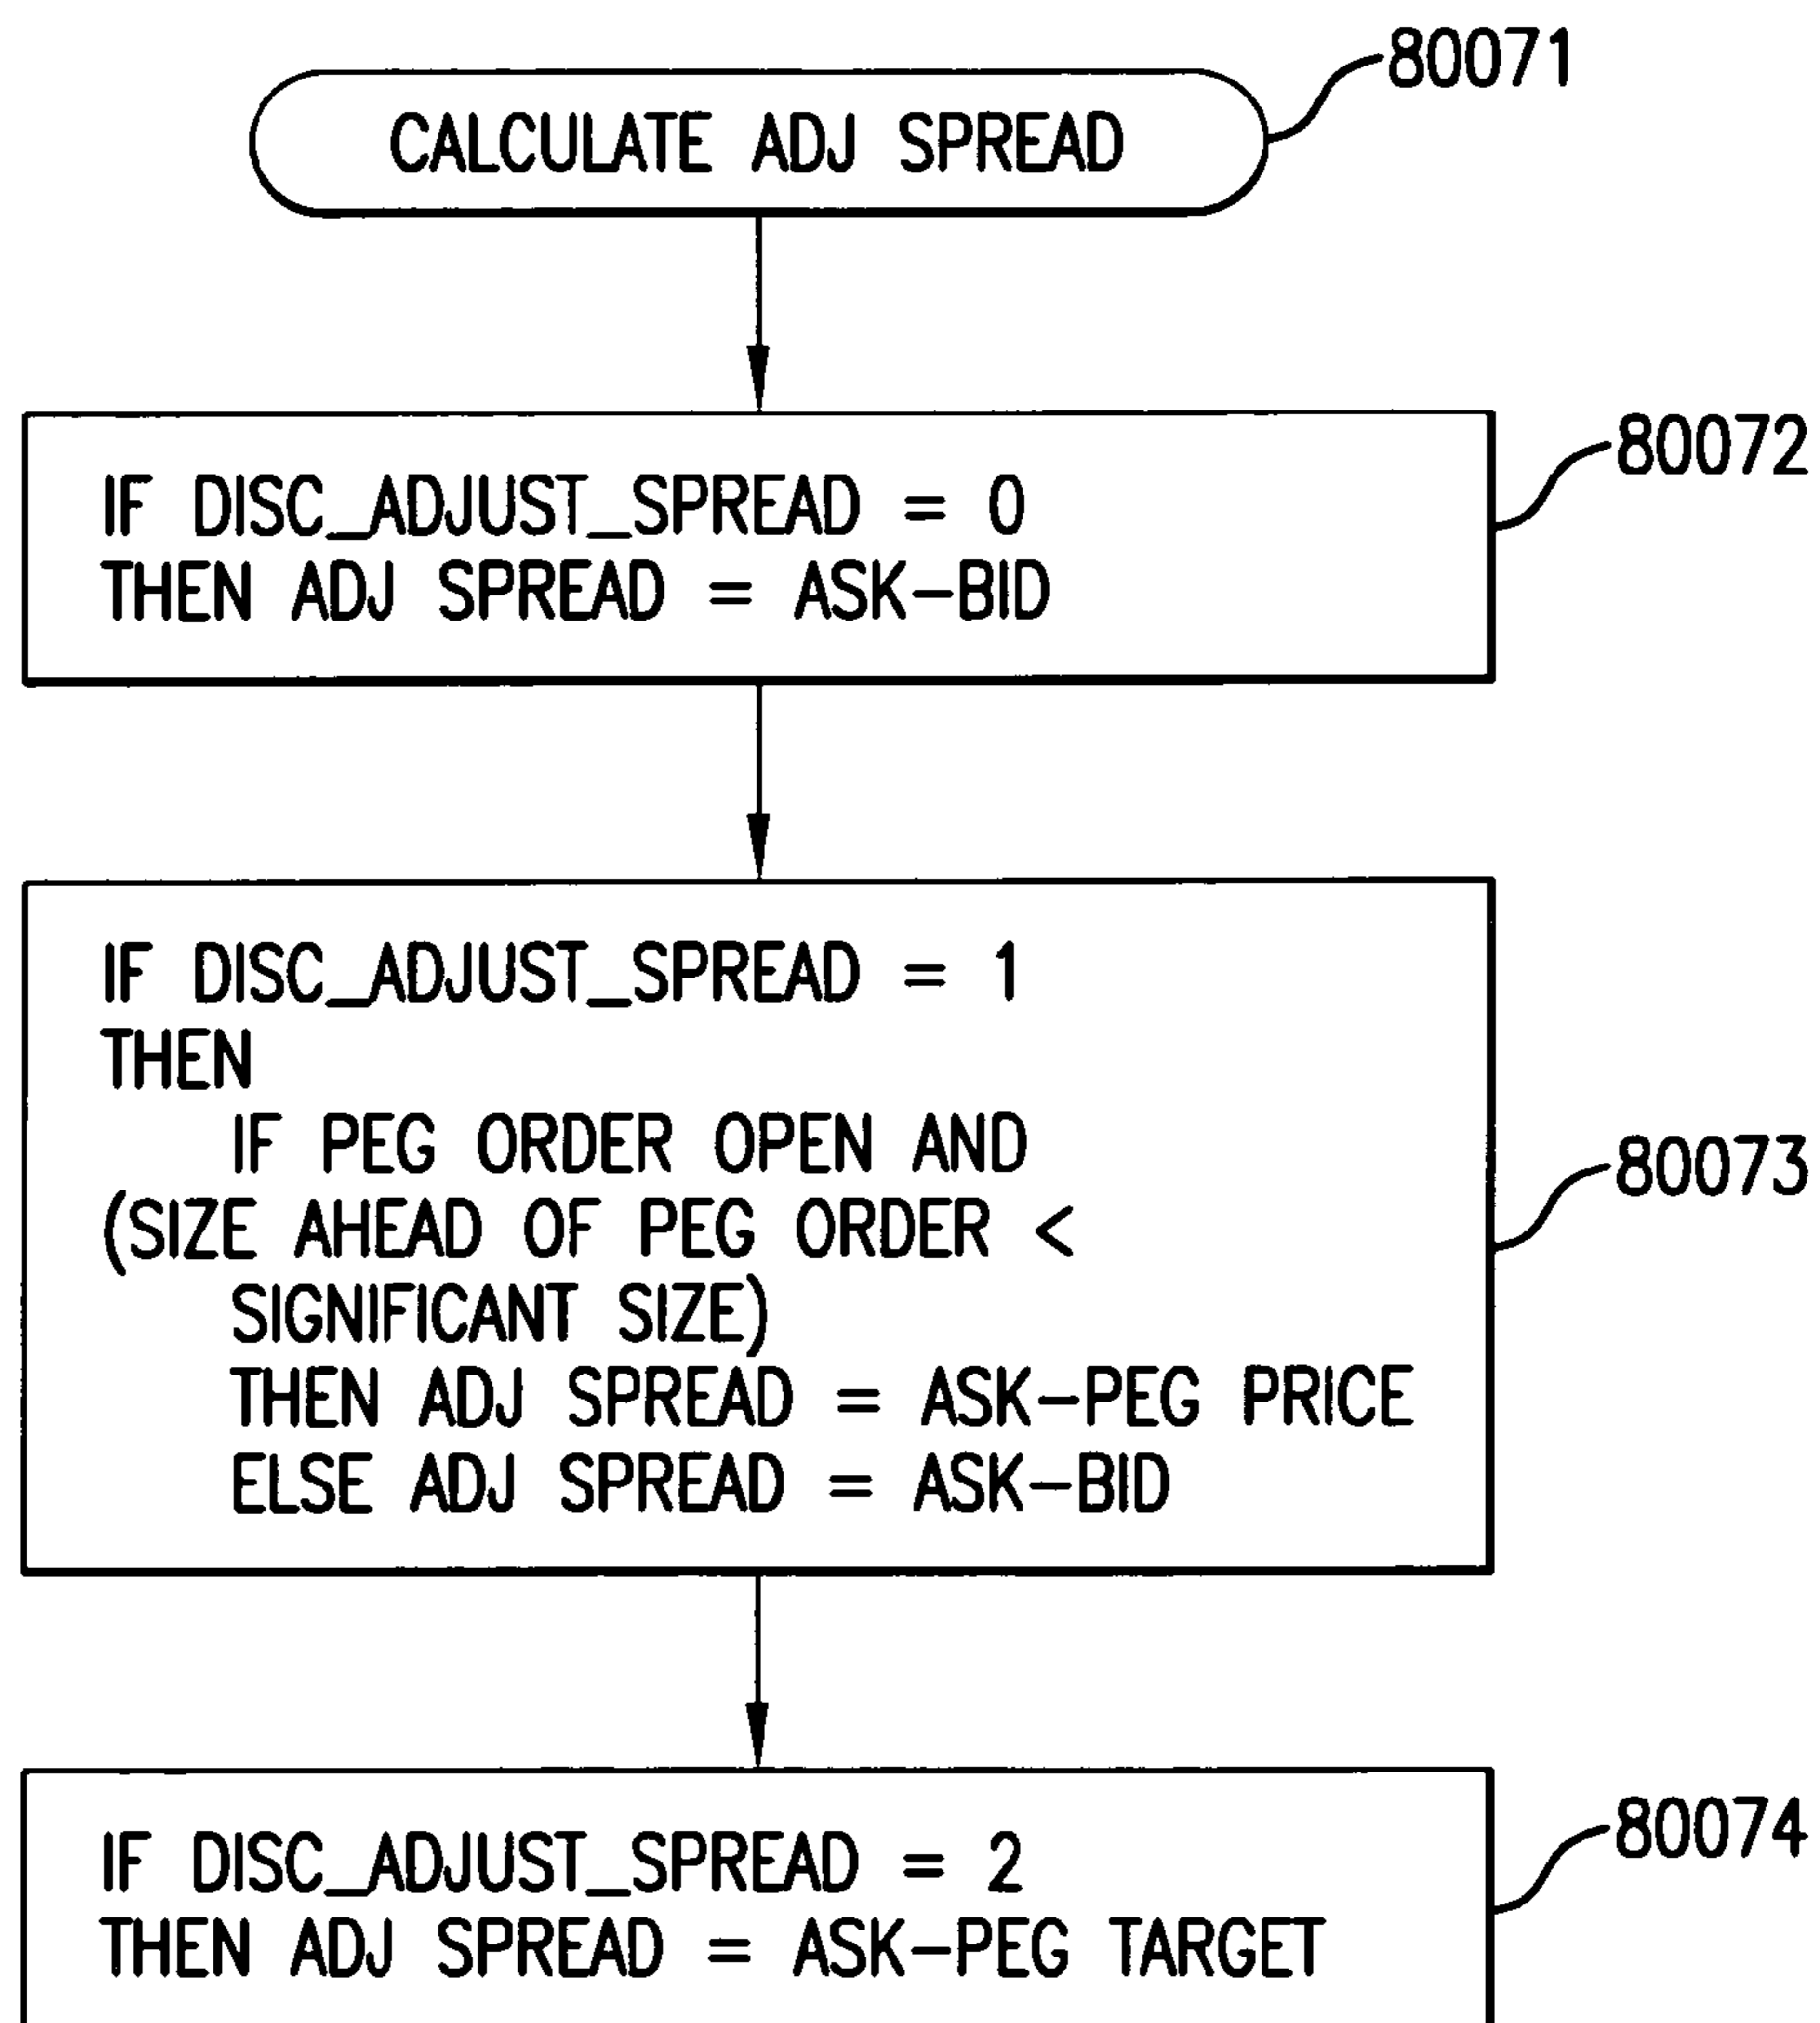 80071
CALCULATE ADJ SPREAD
80072
IF DISC_ADJUST_SPREAD = 0
THEN ADJ SPREAD = ASK-BID
IF DISC_ADJUST_SPREAD = 1
THEN
IF PEG ORDER OPEN AND
80073
(SIZE AHEAD OF PEG ORDER <
SIGNIFICANT SIZE)
THEN ADJ SPREAD = ASK-PEG PRICE
ELSE ADJ SPREAD = ASK-BID
80074
IF DISC_ADJUST_SPREAD = 2
THEN ADJ SPREAD = ASK-PEG TARGET